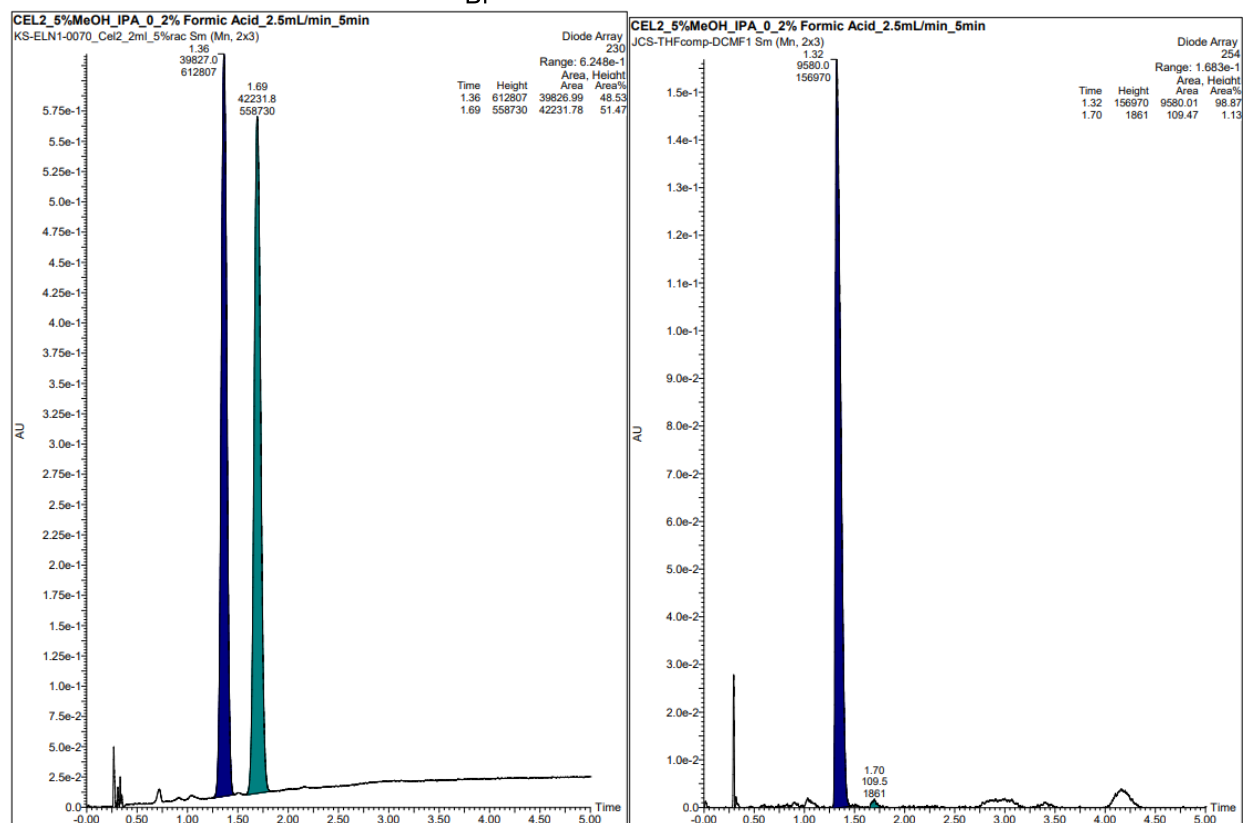 Br
CEL2_5%MeOH_IPA_0_2% Formic Acid_2.5mL/min_5min
KS-ELN1-0070_Cel2_2ml_5%rac Sm (Mn, 2x3)
Diode Array
230
Range: 6.248e-1
Area, Height
Time Height Area Area%
1.36 612807 39826.99 48.53
1.69 558730 42231.78 51.47
1.36
39827.0
612807
1.69
42231.8
558730
5.75e-1
5.5e-1
5.25e-1
5.0e-1
4.75e-1
4.5e-1
4.25e-1
4.0e-1
3.75e-1
3.5e-1
3.25e-1
3.0e-1
2.75e-1
2.5e-1
2.25e-1
2.0e-1
1.75e-1
1.5e-1
1.25e-1
1.0e-1
7.5e-2
5.0e-2
2.5e-2
0.0
AU
-0.00 0.50 1.00 1.50 2.00 2.50 3.00 3.50 4.00 4.50 5.00
Time
CEL2_5%MeOH_IPA_0_2% Formic Acid_2.5mL/min_5min
JCS-THFcomp-DCMF1 Sm (Mn, 2x3)
Diode Array
254
Range: 1.683e-1
Area, Height
Time Height Area Area%
1.32 156970 9580.01 98.87
1.70 1861 109.47 1.13
1.32
9580.0
156970
1.5e-1
1.4e-1
1.3e-1
1.2e-1
1.1e-1
1.0e-1
9.0e-2
8.0e-2
7.0e-2
6.0e-2
5.0e-2
4.0e-2
3.0e-2
2.0e-2
1.0e-2
0.0
AU
1.70
109.5
1861
-0.00 0.50 1.00 1.50 2.00 2.50 3.00 3.50 4.00 4.50 5.00
Time